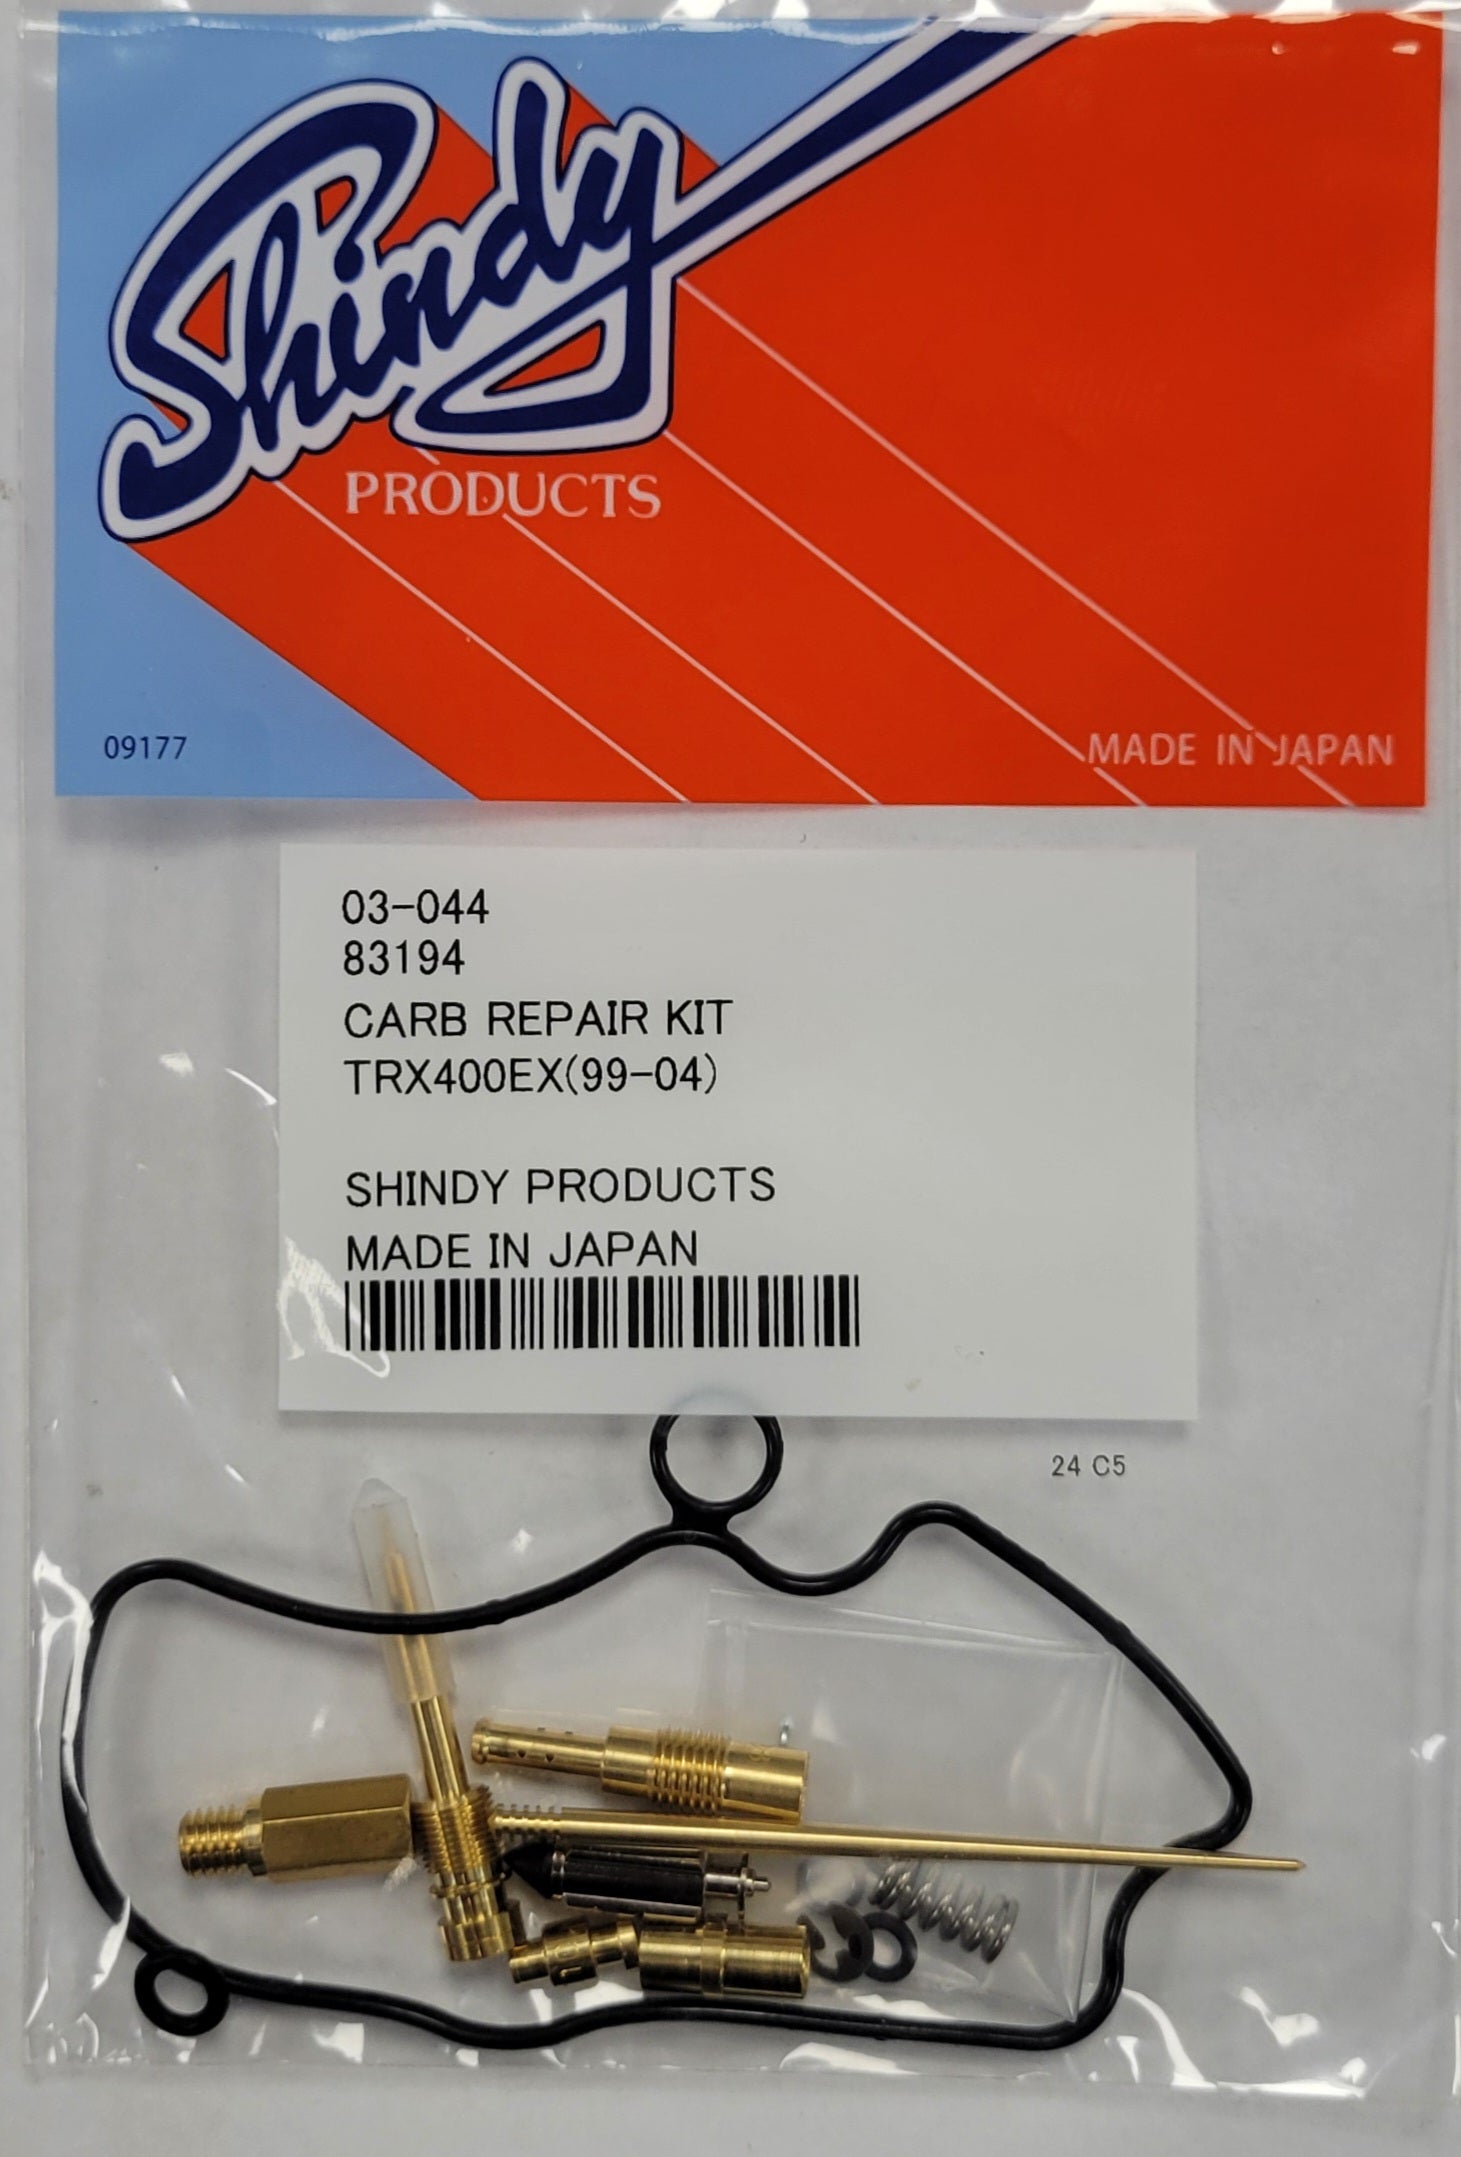 Shindy
PRODUCTS
09177
MADE IN JAPAN
03-044
83194
CARB REPAIR KIT
TRX400EX(99-04)
SHINDY PRODUCTS
MADE IN JAPAN
24 C5